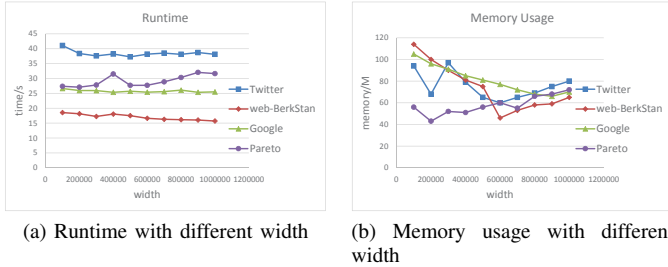 Runtime
45
40
35
30
25
20
15
10
5
0
time/s
0 200000 400000 600000 800000 1000000 1200000
width
Twitter
web-BerkStan
Google
Pareto
(a) Runtime with different width
Memory Usage
120
100
80
60
40
20
0
memory/M
0 200000 400000 600000 800000 1000000 1200000
width
Twitter
web-BerkStan
Google
Pareto
(b) Memory usage with differen
width